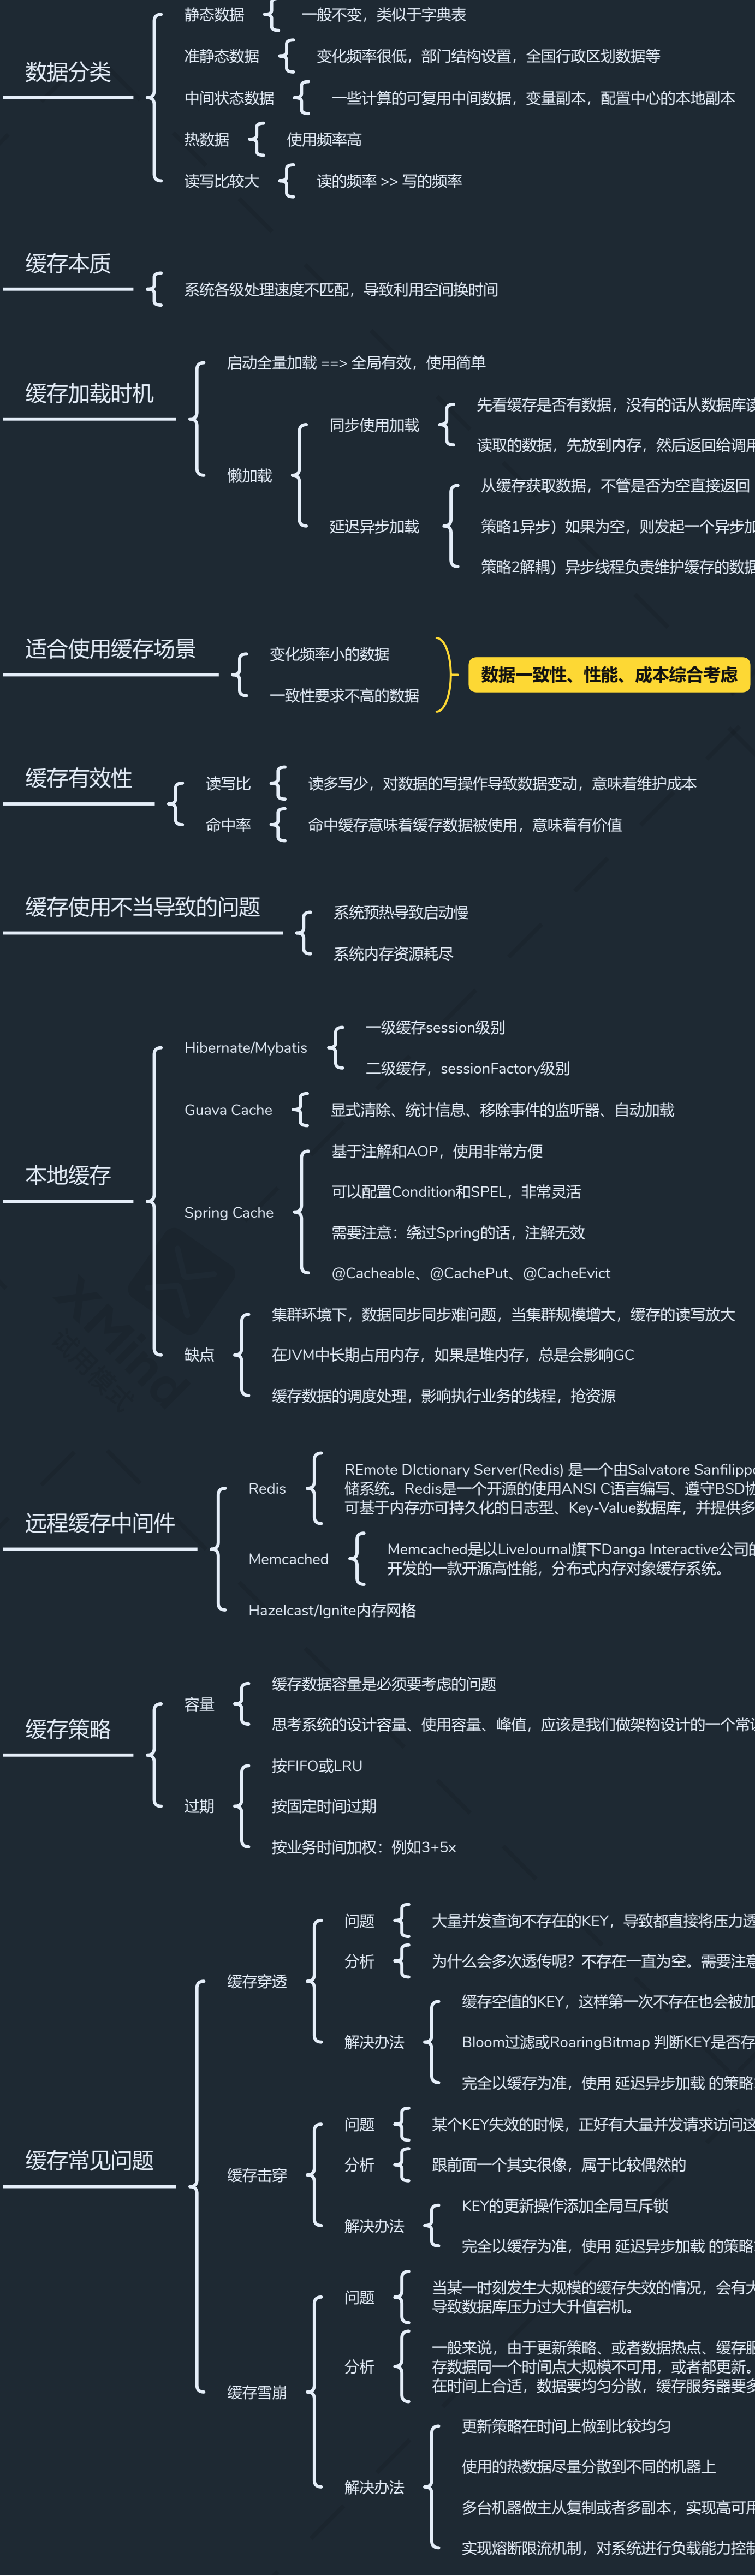 数据分类
静态数据
一般不变，类似于字典表
准静态数据
变化频率很低，部门结构设置，全国行政区划数据等
中间状态数据
一些计算的可复用中间数据，变量副本，配置中心的本地副本
热数据
使用频率高
读写比较大
读的频率 >> 写的频率
缓存本质
系统各级处理速度不匹配，导致利用空间换时间
缓存加载时机
启动全量加载 ==> 全局有效，使用简单
懒加载
同步使用加载
先看缓存是否有数据，没有的话从数据库读
读取的数据，先放到内存，然后返回给调用
延迟异步加载
从缓存获取数据，不管是否为空直接返回
策略1异步）如果为空，则发起一个异步加
策略2解耦）异步线程负责维护缓存的数据
适合使用缓存场景
变化频率小的数据
一致性要求不高的数据
数据一致性、性能、成本综合考虑
缓存有效性
读写比
读多写少，对数据的写操作导致数据变动，意味着维护成本
命中率
命中缓存意味着缓存数据被使用，意味着有价值
缓存使用不当导致的问题
系统预热导致启动慢
系统内存资源耗尽
本地缓存
Hibernate/Mybatis
一级缓存session级别
二级缓存，sessionFactory级别
Guava Cache
显式清除、统计信息、移除事件的监听器、自动加载
Spring Cache
基于注解和AOP，使用非常方便
可以配置Condition和SPEL，非常灵活
需要注意：绕过Spring的话，注解无效
@Cacheable、@CachePut、@CacheEvict
缺点
集群环境下，数据同步同步难问题，当集群规模增大，缓存的读写放大
在JVM中长期占用内存，如果是堆内存，总是会影响GC
缓存数据的调度处理，影响执行业务的线程，抢资源
XMind
试用模式
远程缓存中间件
Redis
REmote DIctionary Server(Redis) 是一个由Salvatore Sanfilippo
储系统。Redis是一个开源的使用ANSI C语言编写、遵守BSD协
可基于内存亦可持久化的日志型、Key-Value数据库，并提供多
Memcached
Memcached是以LiveJournal旗下Danga Interactive公司的
开发的一款开源高性能，分布式内存对象缓存系统。
Hazelcast/Ignite内存网格
缓存策略
容量
缓存数据容量是必须要考虑的问题
思考系统的设计容量、使用容量、峰值，应该是我们做架构设计的一个常识
过期
按FIFO或LRU
按固定时间过期
按业务时间加权：例如3+5x
缓存常见问题
缓存穿透
问题
大量并发查询不存在的KEY，导致都直接将压力透
分析
为什么会多次透传呢？不存在一直为空。需要注意
解决办法
缓存空值的KEY，这样第一次不存在也会被加
Bloom过滤或RoaringBitmap 判断KEY是否存
完全以缓存为准，使用 延迟异步加载 的策略
缓存击穿
问题
某个KEY失效的时候，正好有大量并发请求访问这
分析
跟前面一个其实很像，属于比较偶然的
解决办法
KEY的更新操作添加全局互斥锁
完全以缓存为准，使用 延迟异步加载 的策略
缓存雪崩
问题
当某一时刻发生大规模的缓存失效的情况，会有大
导致数据库压力过大升值宕机。
分析
一般来说，由于更新策略、或者数据热点、缓存服
存数据同一个时间点大规模不可用，或者都更新。
在时间上合适，数据要均匀分散，缓存服务器要多
解决办法
更新策略在时间上做到比较均匀
使用的热数据尽量分散到不同的机器上
多台机器做主从复制或者多副本，实现高可用
实现熔断限流机制，对系统进行负载能力控制